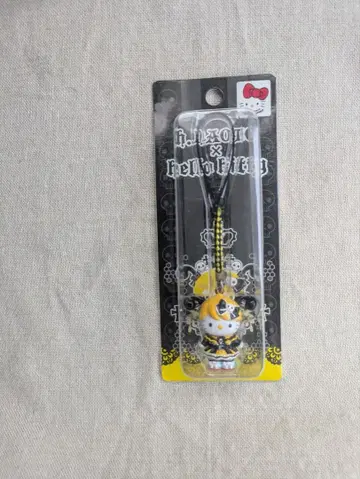 h.NAOTO
×
hello kitty